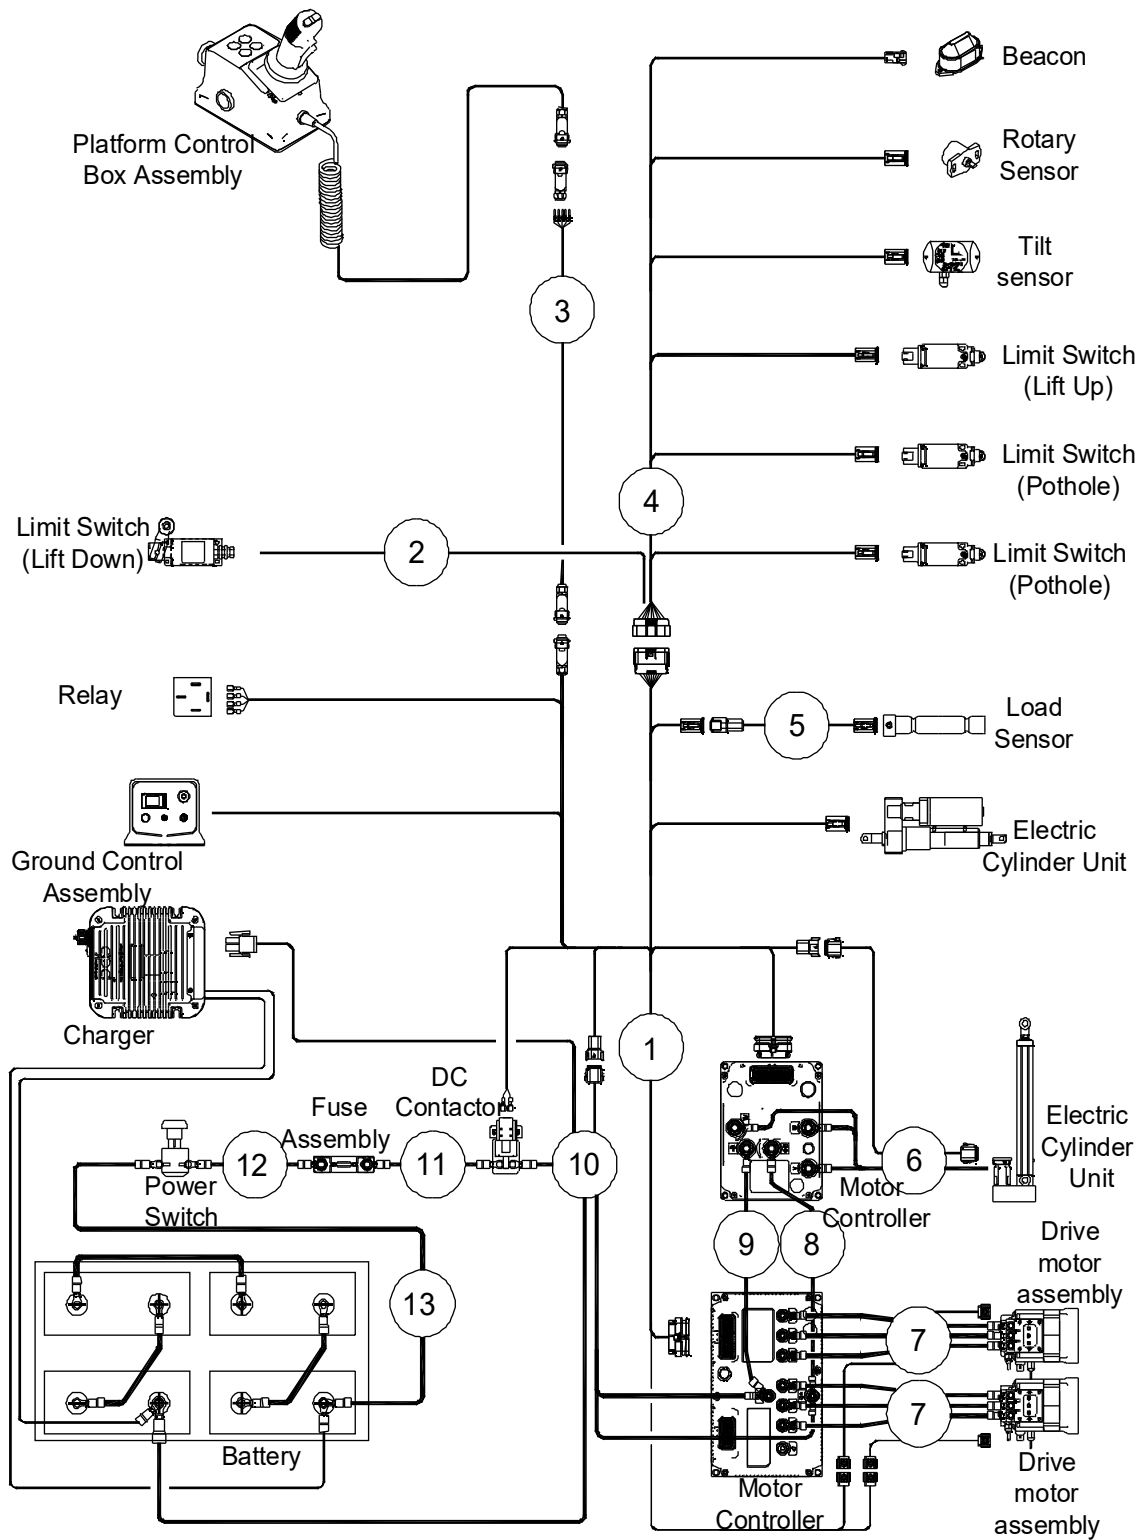 Platform Control
Box Assembly
Beacon
Rotary
Sensor
Tilt
sensor
3
Limit Switch
(Lift Up)
Limit Switch
(Pothole)
4
Limit Switch
(Lift Down)
2
Limit Switch
(Pothole)
Relay
5
Load
Sensor
Ground Control
Assembly
Electric
Cylinder Unit
Charger
1
DC
Contactor
Fuse
Assembly
12
11
10
6
Electric
Cylinder
Unit
Power
Switch
Motor
Controller
9
8
13
Drive
motor
assembly
7
7
Battery
Motor
Controller
Drive
motor
assembly